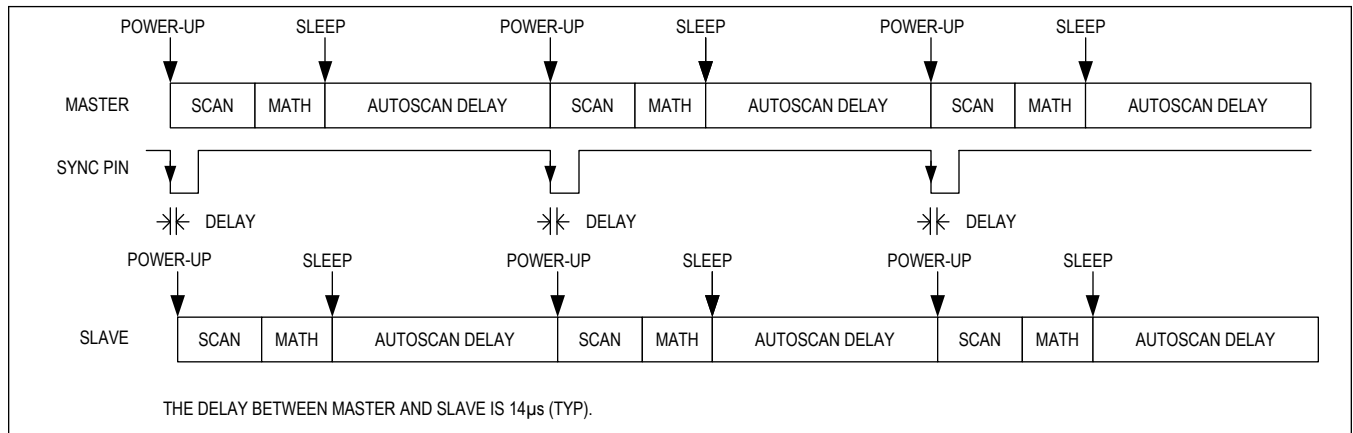 POWER-UP SLEEP POWER-UP SLEEP POWER-UP SLEEP
MASTER SCAN MATH AUTOSCAN DELAY SCAN MATH AUTOSCAN DELAY SCAN MATH AUTOSCAN DELAY
SYNC PIN
DELAY DELAY DELAY
POWER-UP SLEEP POWER-UP SLEEP POWER-UP SLEEP
SLAVE SCAN MATH AUTOSCAN DELAY SCAN MATH AUTOSCAN DELAY SCAN MATH AUTOSCAN DELAY
THE DELAY BETWEEN MASTER AND SLAVE IS 14µs (TYP).